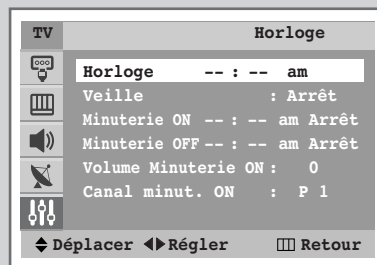 TV Horloge
Horloge -- : -- am
Veille : Arrêt
Minuterie ON -- : -- am Arrêt
Minuterie OFF -- : -- am Arrêt
Volume Minuterie ON : 0
Canal minut. ON : P 1
Déplacer Régler Retour